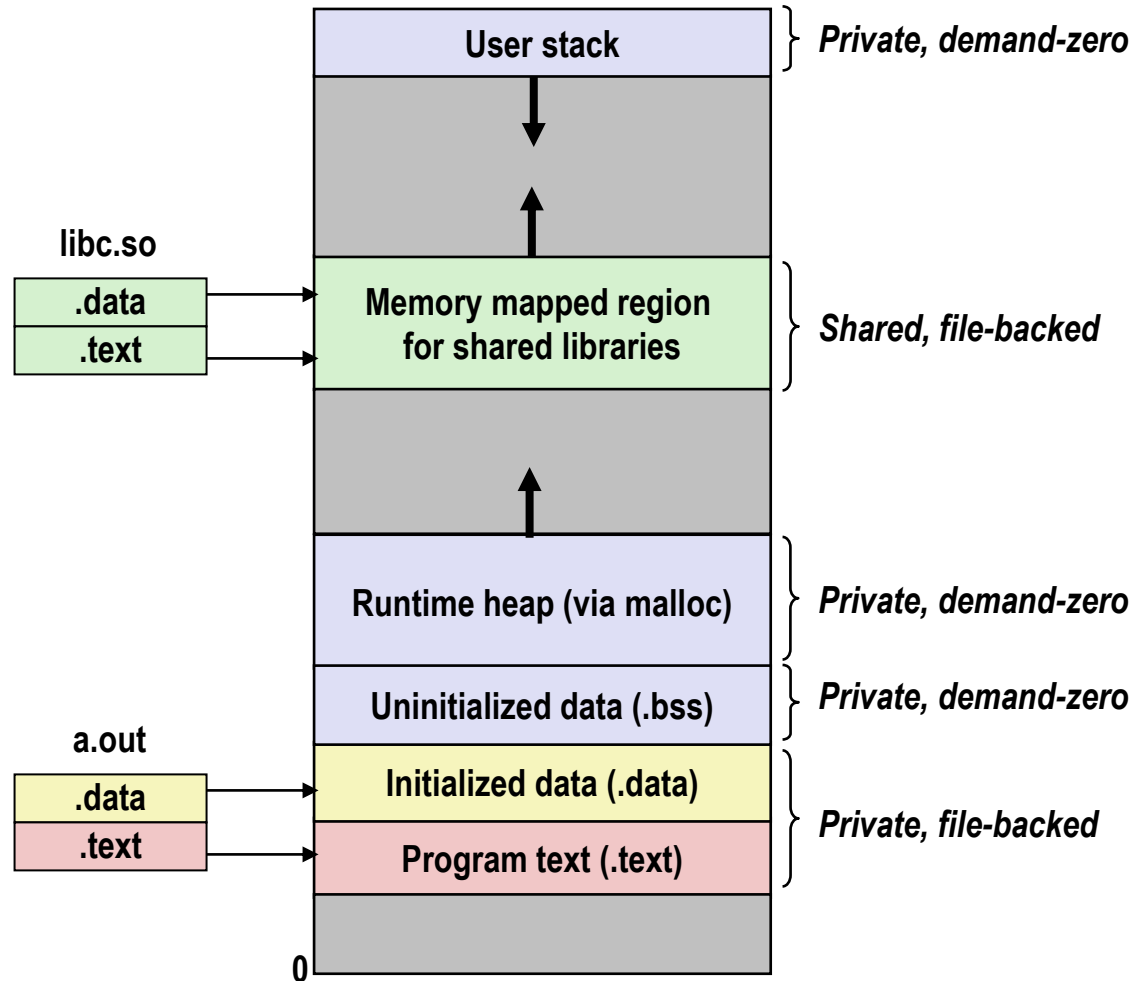 User stack
Private, demand-zero
libc.so
.data
.text
Memory mapped region
for shared libraries
Shared, file-backed
Runtime heap (via malloc)
Private, demand-zero
Uninitialized data (.bss)
Private, demand-zero
a.out
.data
.text
Initialized data (.data)
Program text (.text)
Private, file-backed
0